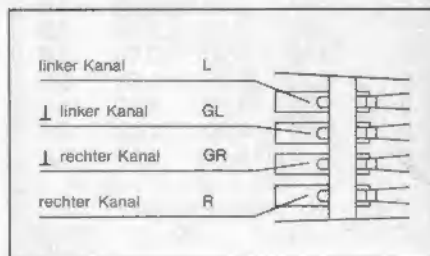 linker Kanal L
⊥ linker Kanal GL
⊥ rechter Kanal GR
rechter Kanal R